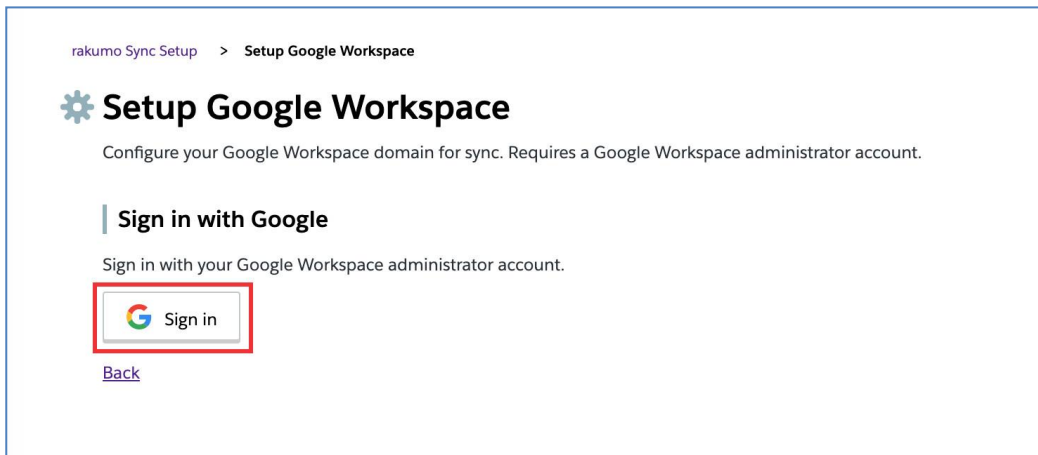 rakumo Sync Setup > Setup Google Workspace
Setup Google Workspace
Configure your Google Workspace domain for sync. Requires a Google Workspace administrator account.
Sign in with Google
Sign in with your Google Workspace administrator account.
Sign in
Back